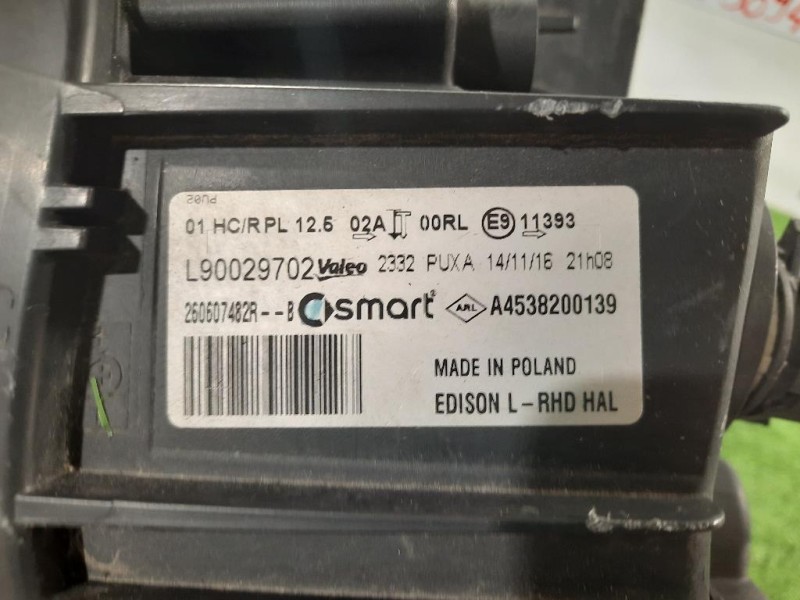 PU02
01 HC/R PL 12.5 02A 00RL E9 11393
L90029702 Valeo 2332 PUXA 14/11/16 21h08
260607482R--B smart A4538200139
MADE IN POLAND
EDISON L-RHD HAL